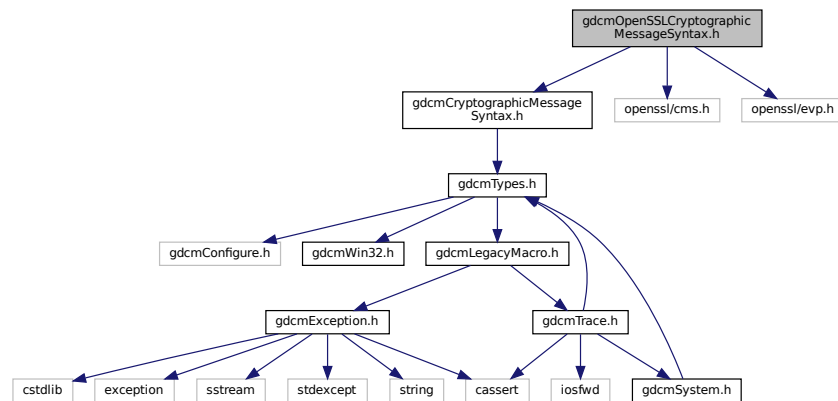 gdcmOpenSSLCryptographic
MessageSyntax.h
gdcmCryptographicMessage
Syntax.h
openssl/cms.h
openssl/evp.h
gdcmTypes.h
gdcmConfigure.h
gdcmWin32.h
gdcmLegacyMacro.h
gdcmException.h
gdcmTrace.h
cstdlib
exception
sstream
stdexcept
string
cassert
iosfwd
gdcmSystem.h